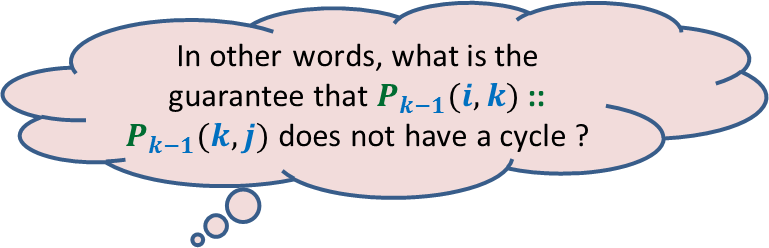 In other words, what is the
guarantee that P_{k−1}(i, k) ::
P_{k−1}(k, j) does not have a cycle ?